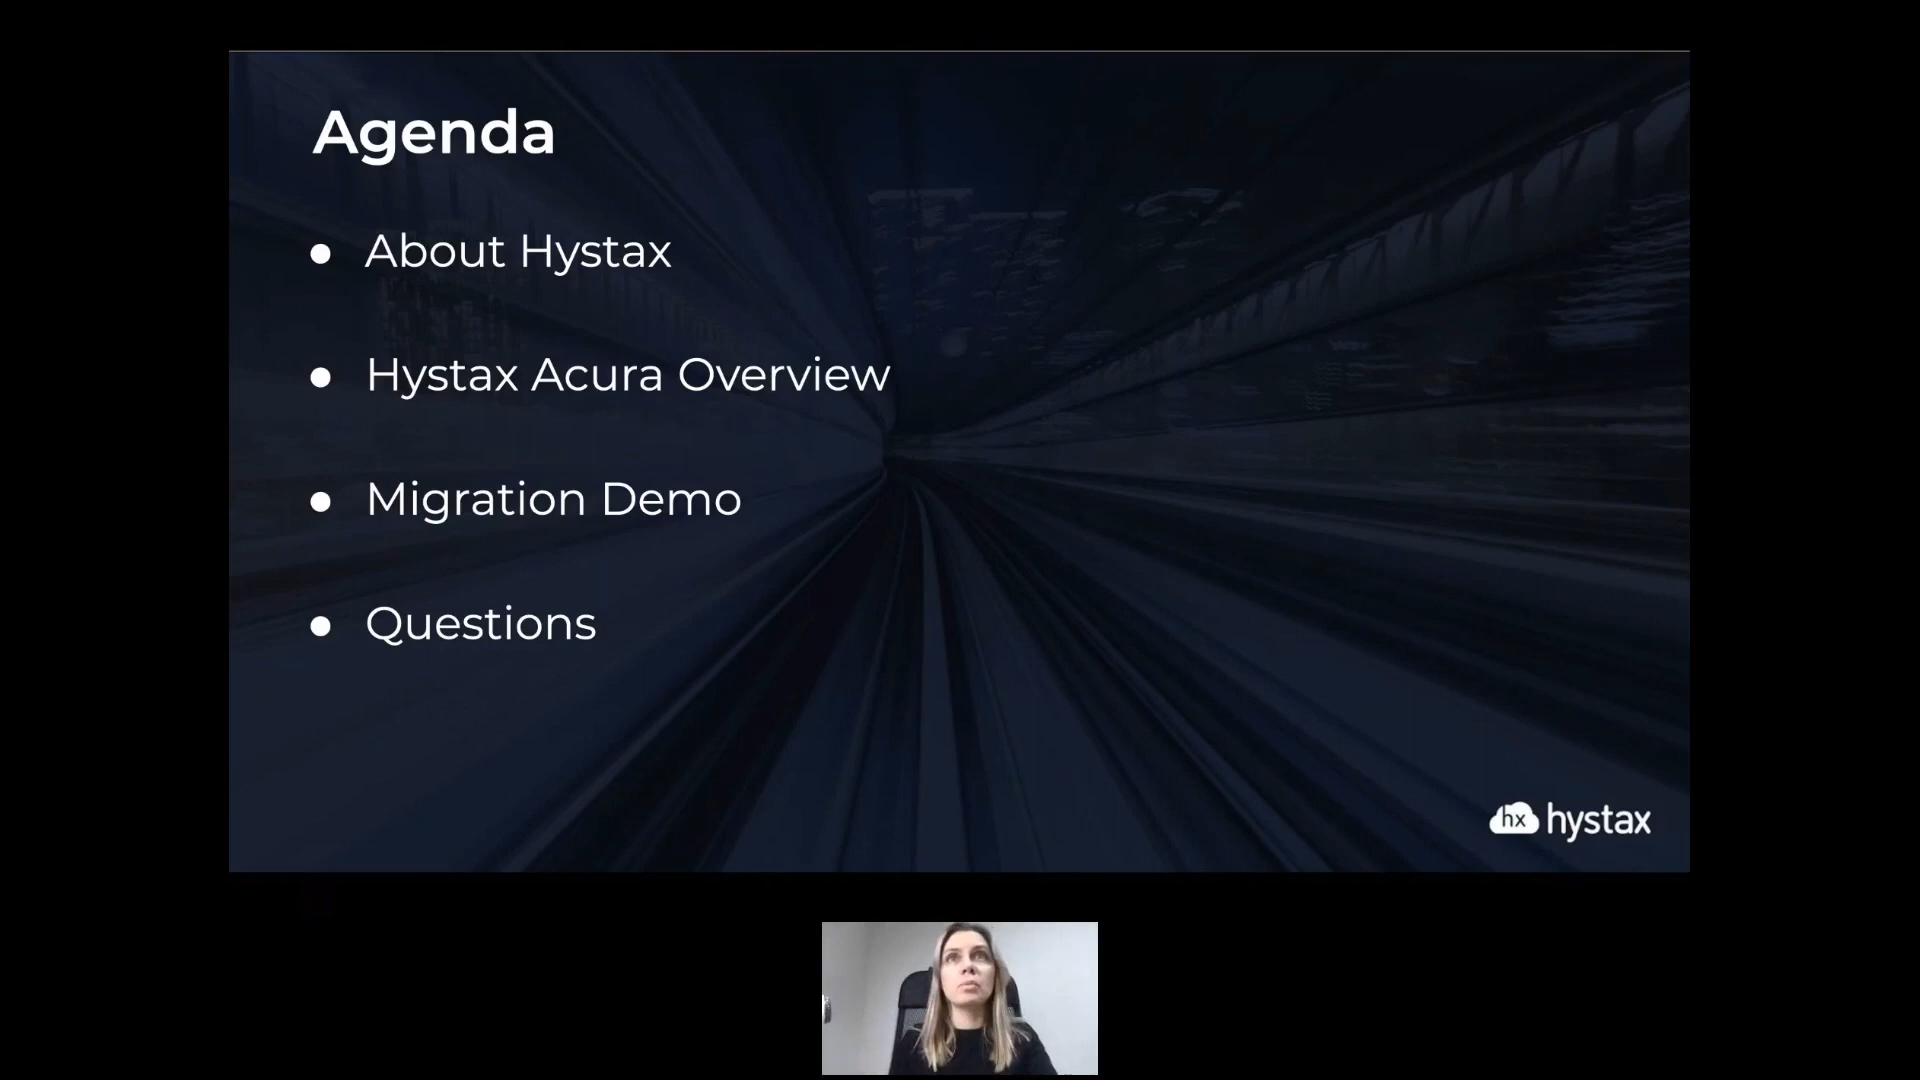 Agenda
● About Hystax
● Hystax Acura Overview
● Migration Demo
● Questions
hx hystax